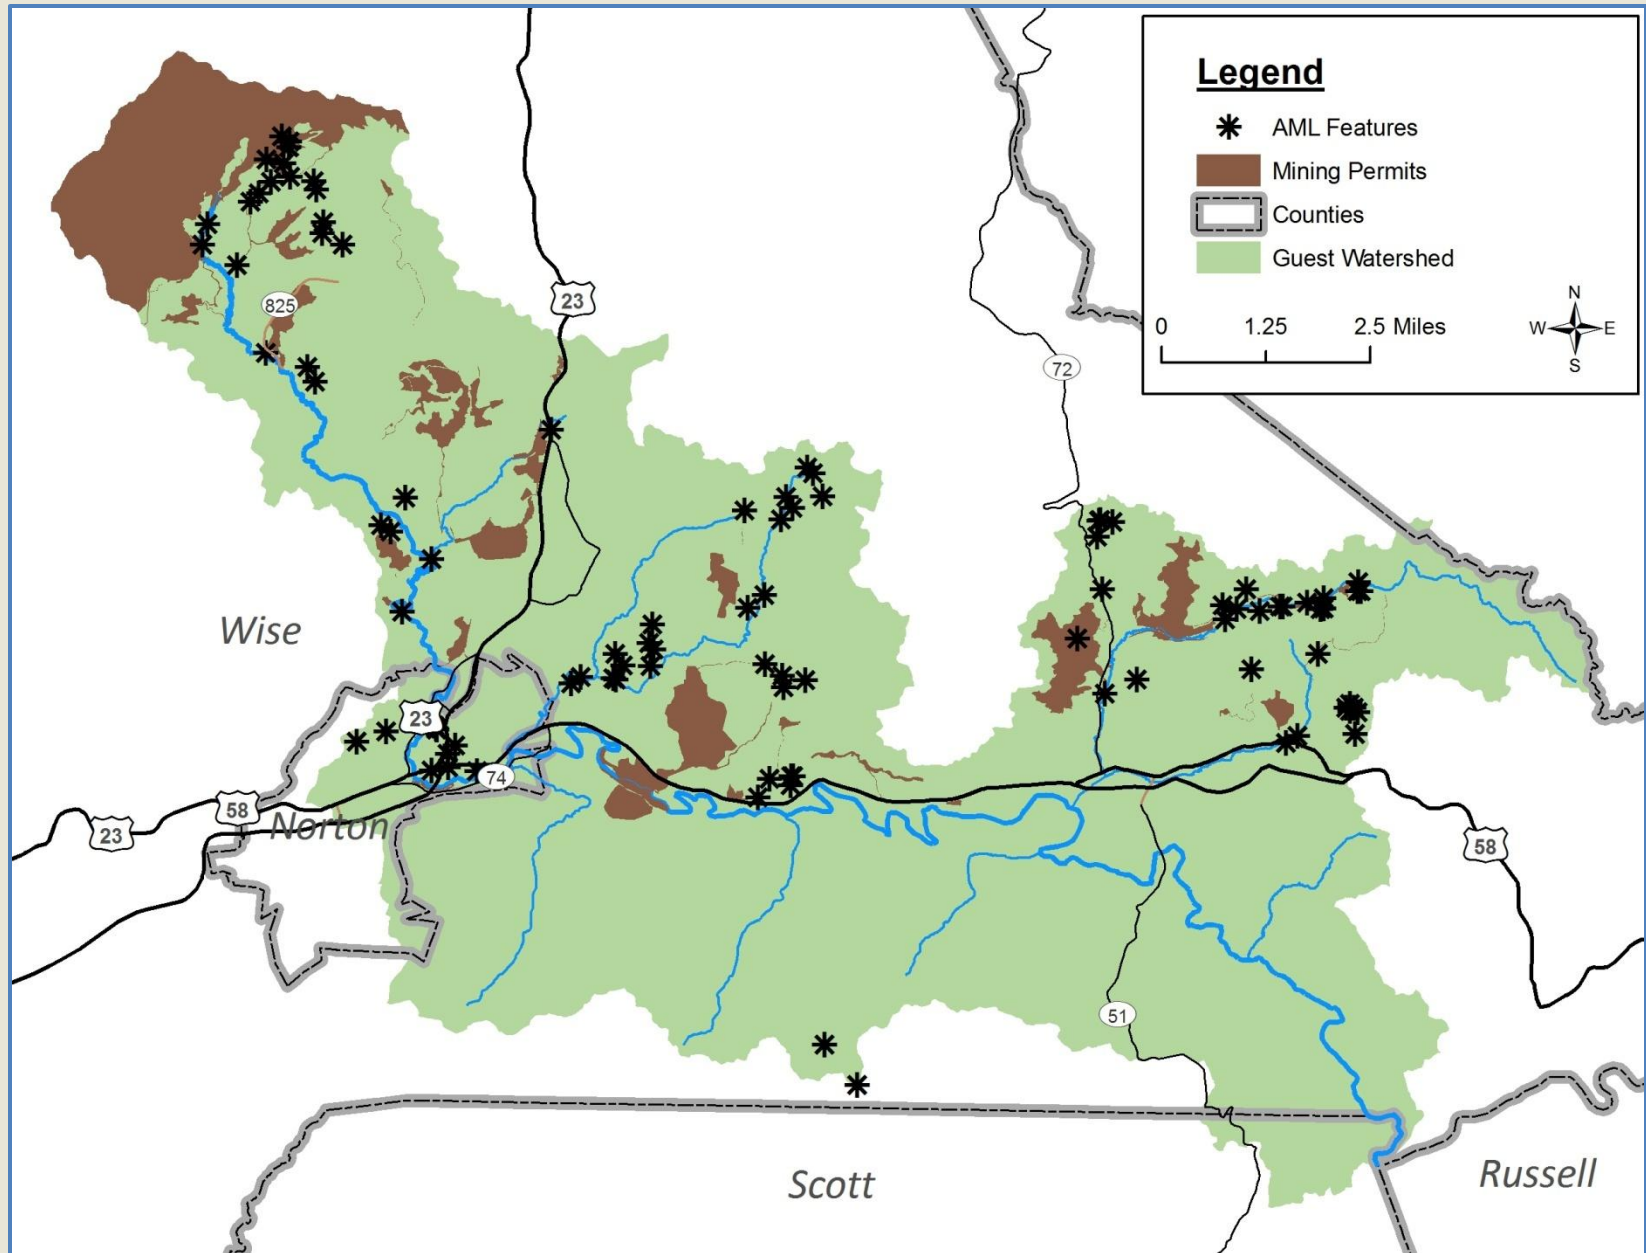 Legend
AML Features
Mining Permits
Counties
Guest Watershed
0 1.25 2.5 Miles
N
W E
S
825
23
72
Wise
23
74
58
23
Norton
58
51
Scott
Russell